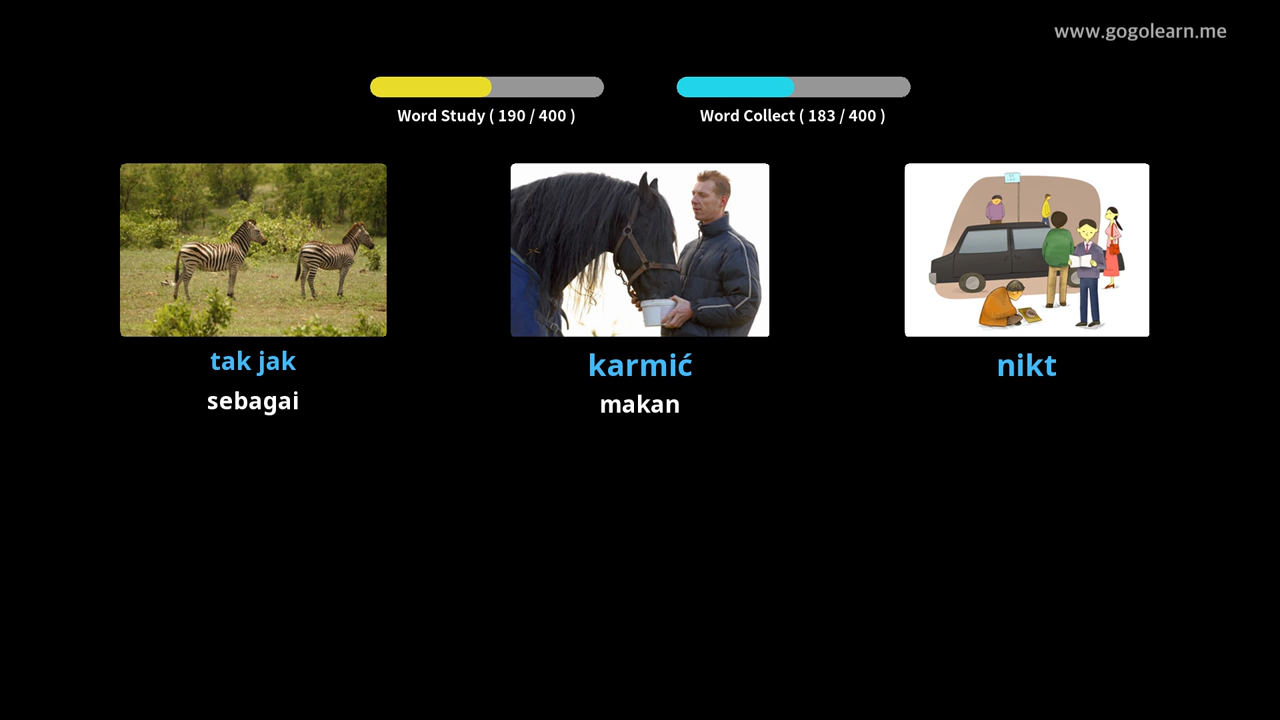 www.gogolearn.me
Word Study ( 190 / 400 )
Word Collect ( 183 / 400 )
tak jak
sebagai
karmić
makan
nikt